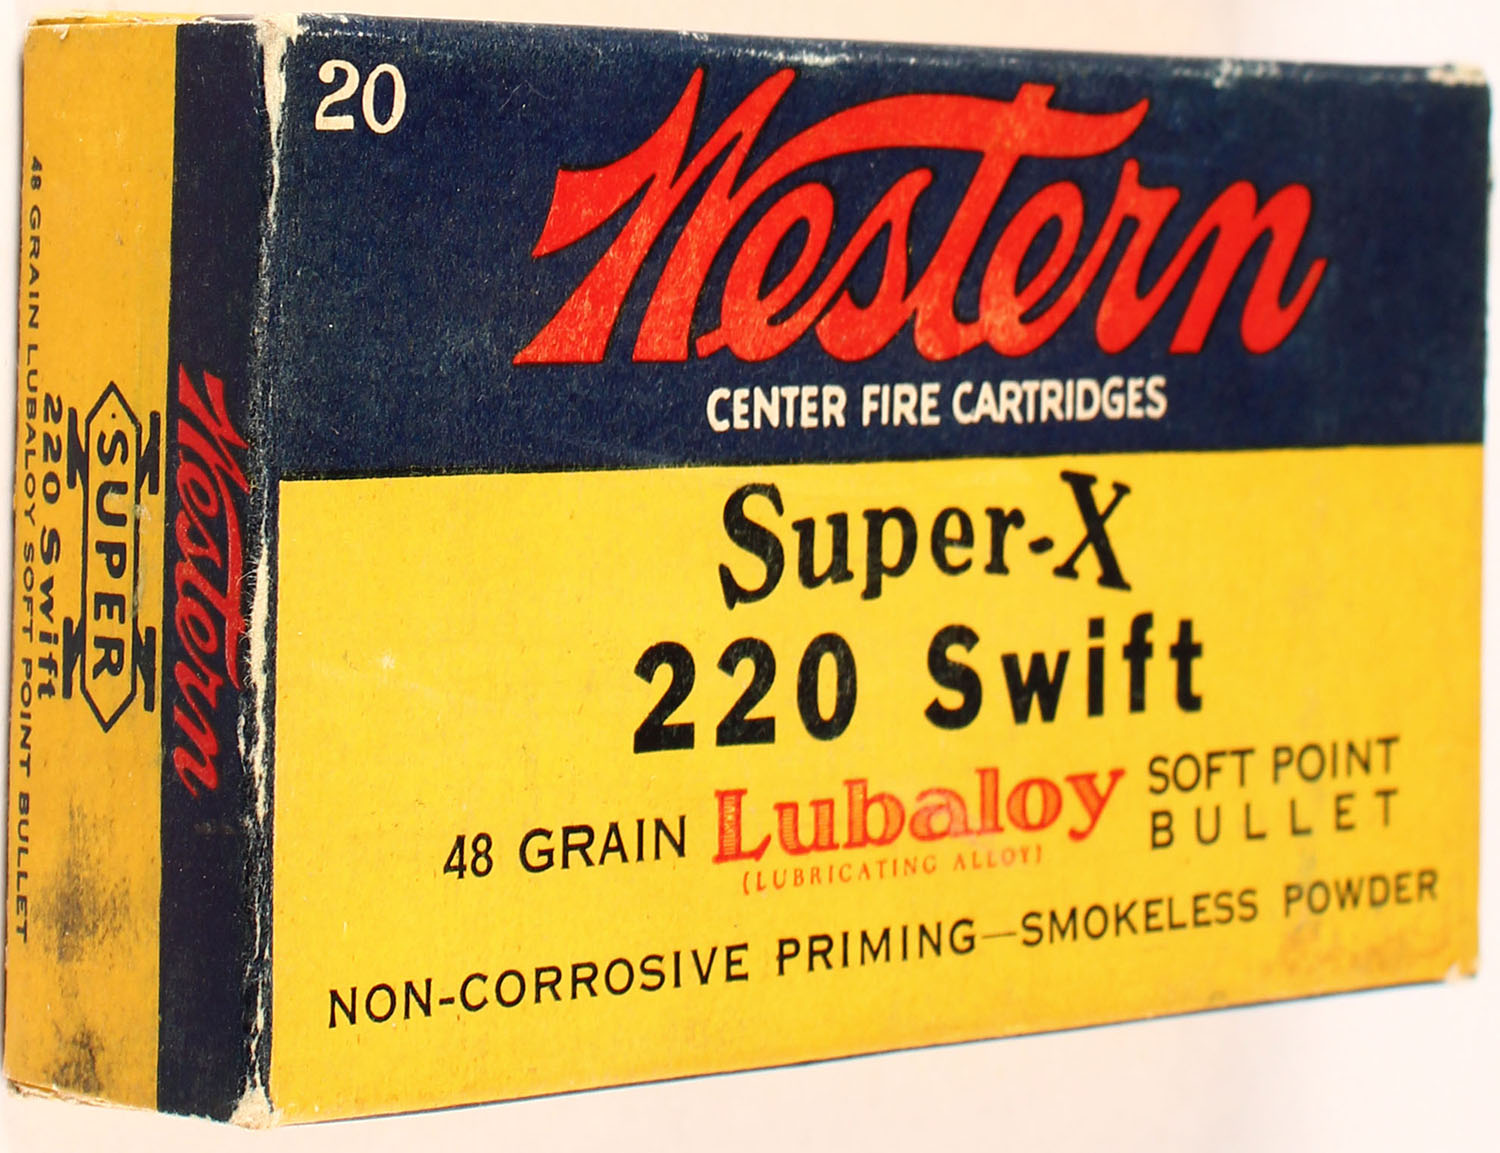 20
Western
CENTER FIRE CARTRIDGES
Super-X
220 Swift
48 GRAIN Lubaloy SOFT POINT BULLET
(LUBRICATING ALLOY)
NON-CORROSIVE PRIMING—SMOKELESS POWDER
Western
SUPER X
220 Swift
48 GRAIN LUBALOY SOFT POINT BULLET